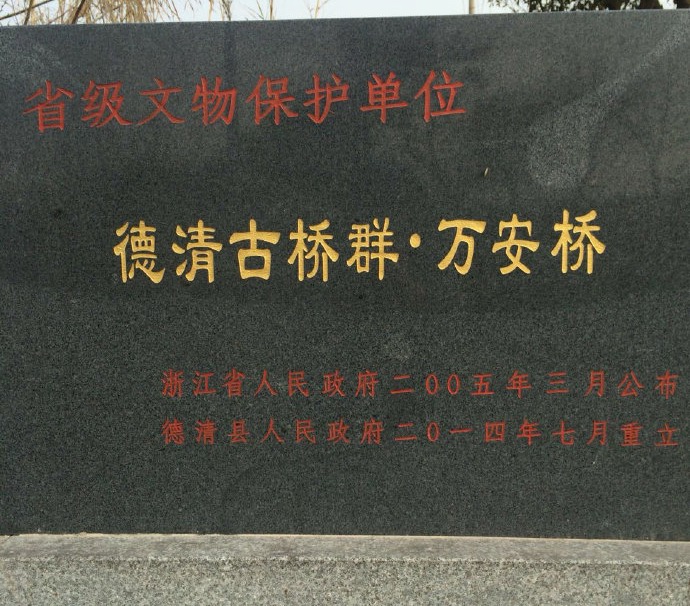 省级文物保护单位
德清古桥群·万安桥
浙江省人民政府二00五年三月公布
德清县人民政府二0一四年七月重立